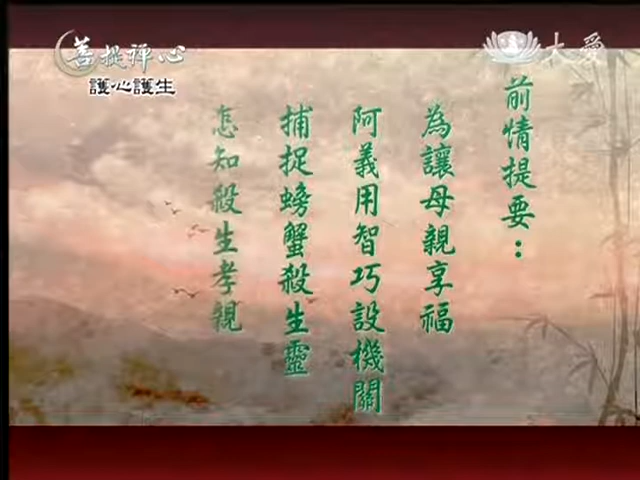 菩提禪心
護心護生
大愛
前情提要：
為讓母親享福
阿義用智巧設機關
捕捉螃蟹殺生靈
怎知殺生孝親